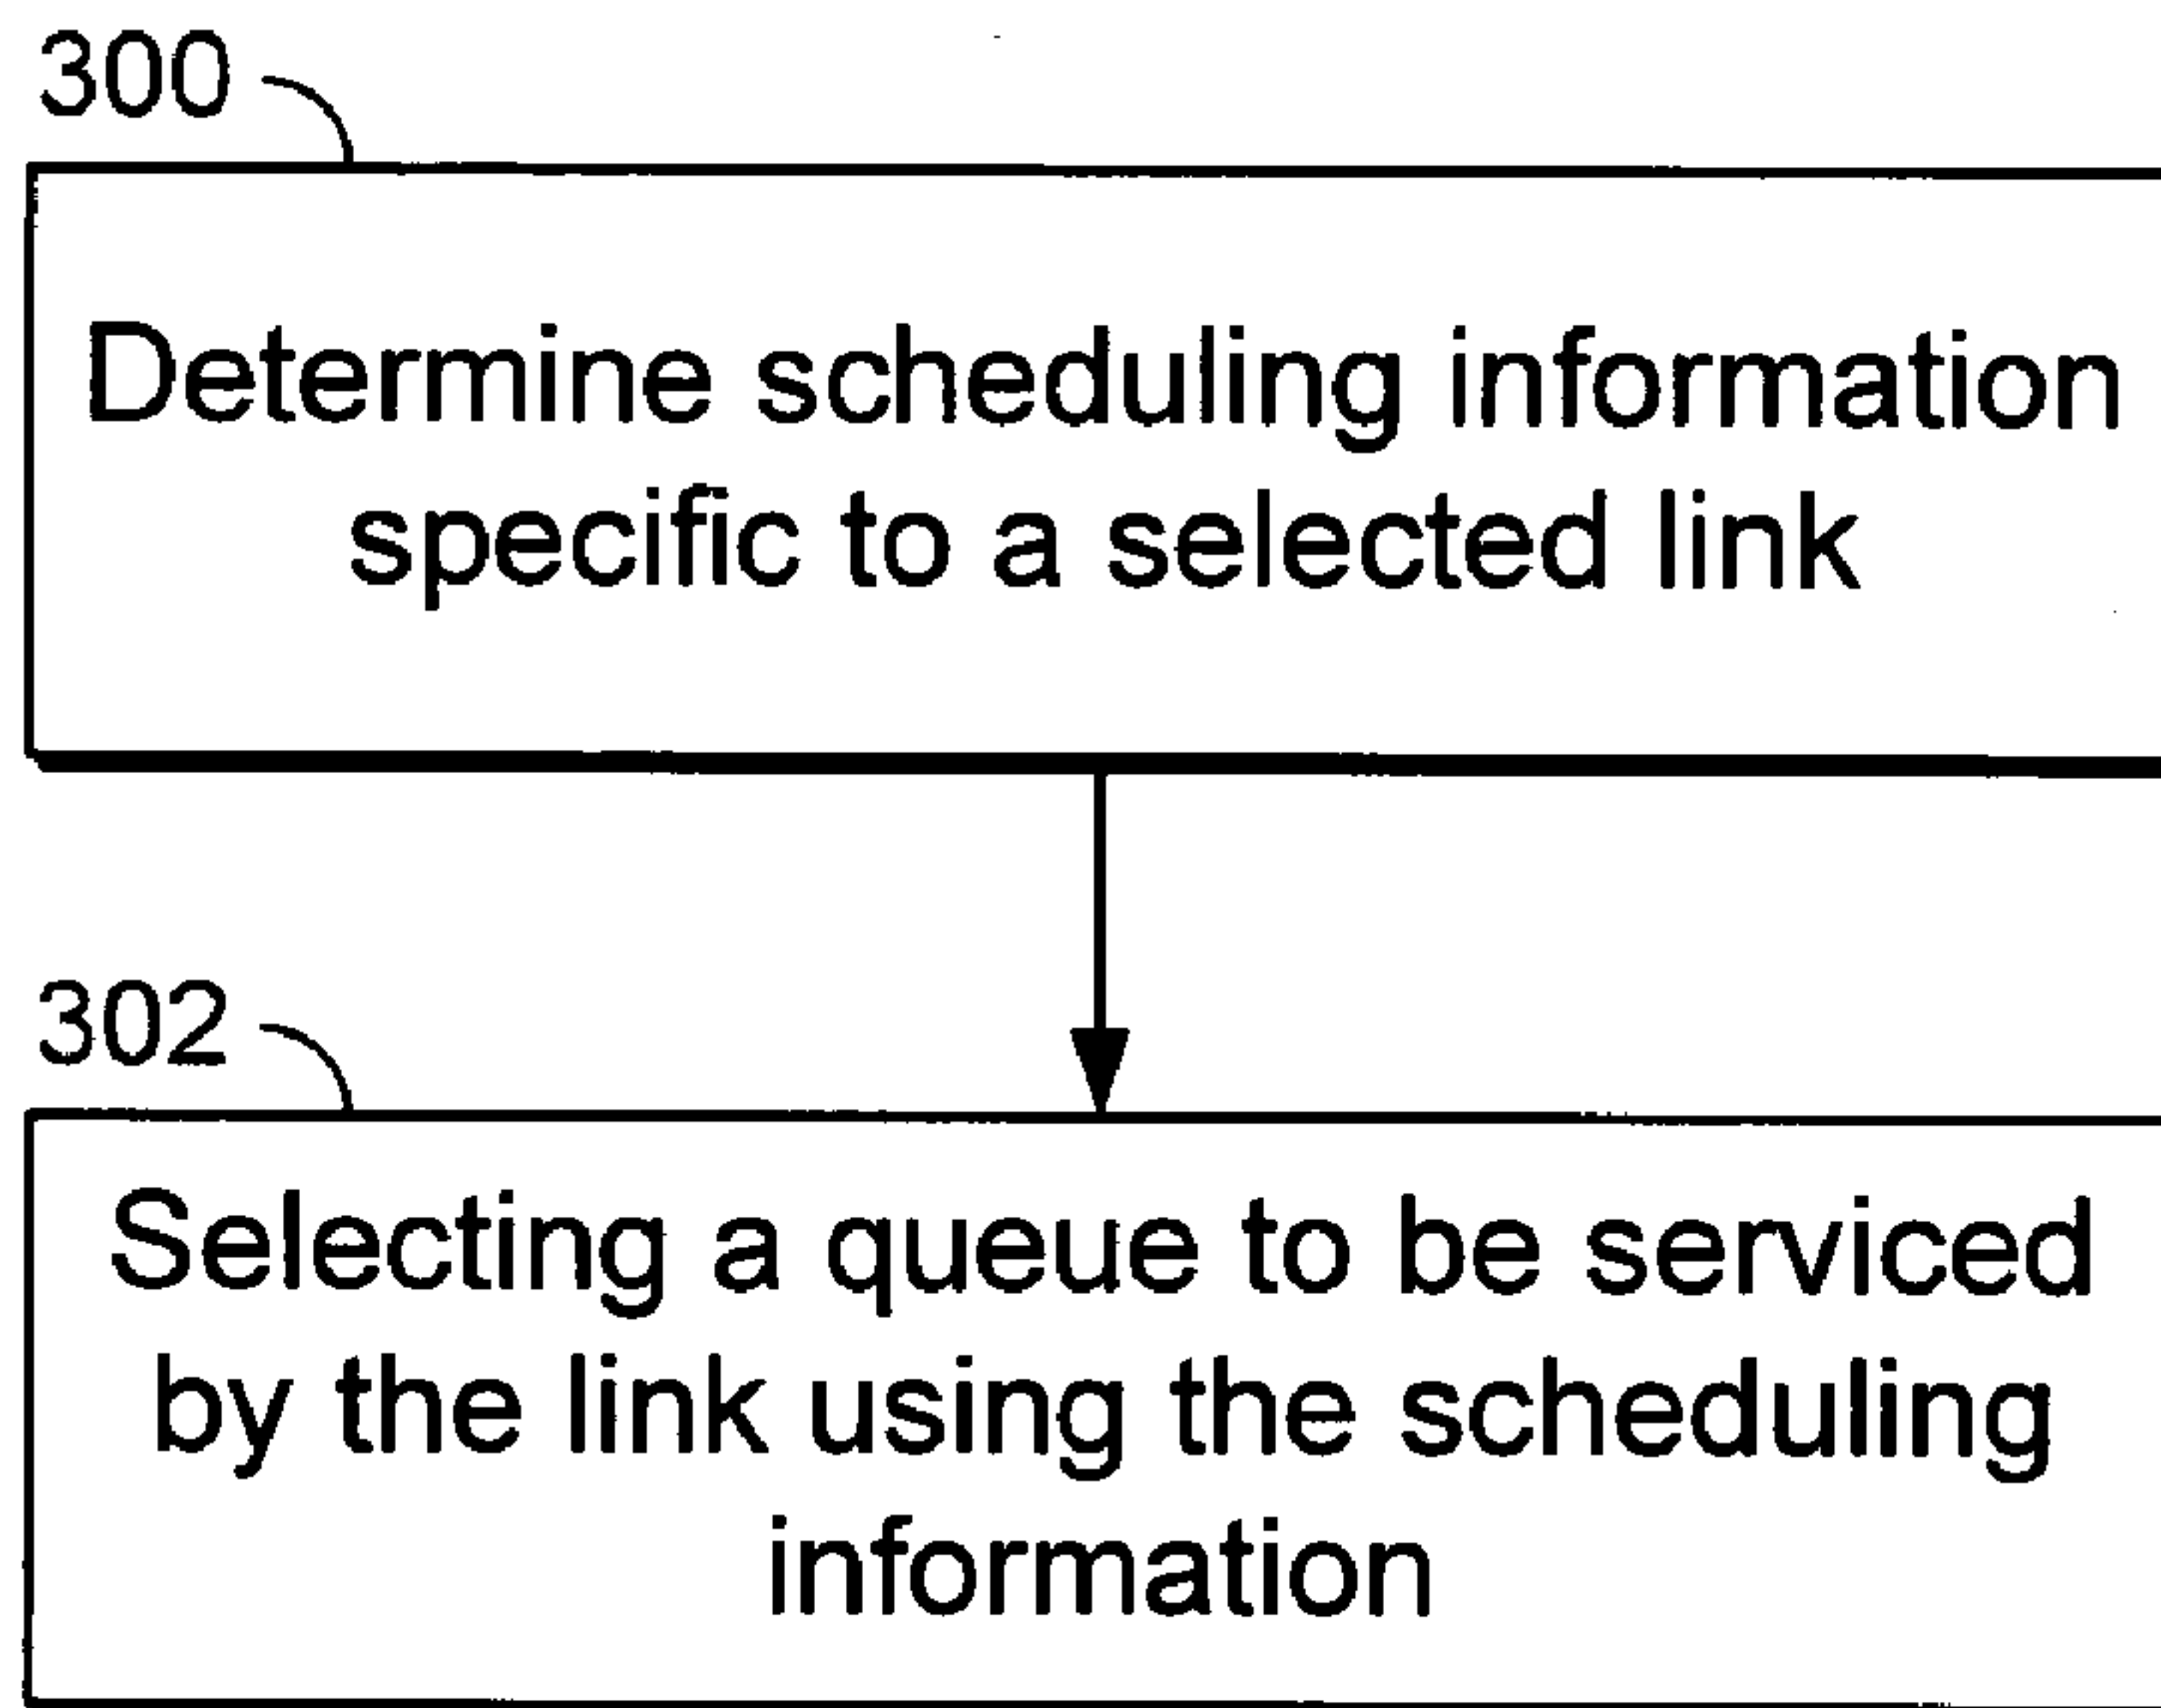 300
Determine scheduling information
specific to a selected link
302
Selecting a queue to be serviced
by the link using the scheduling
information